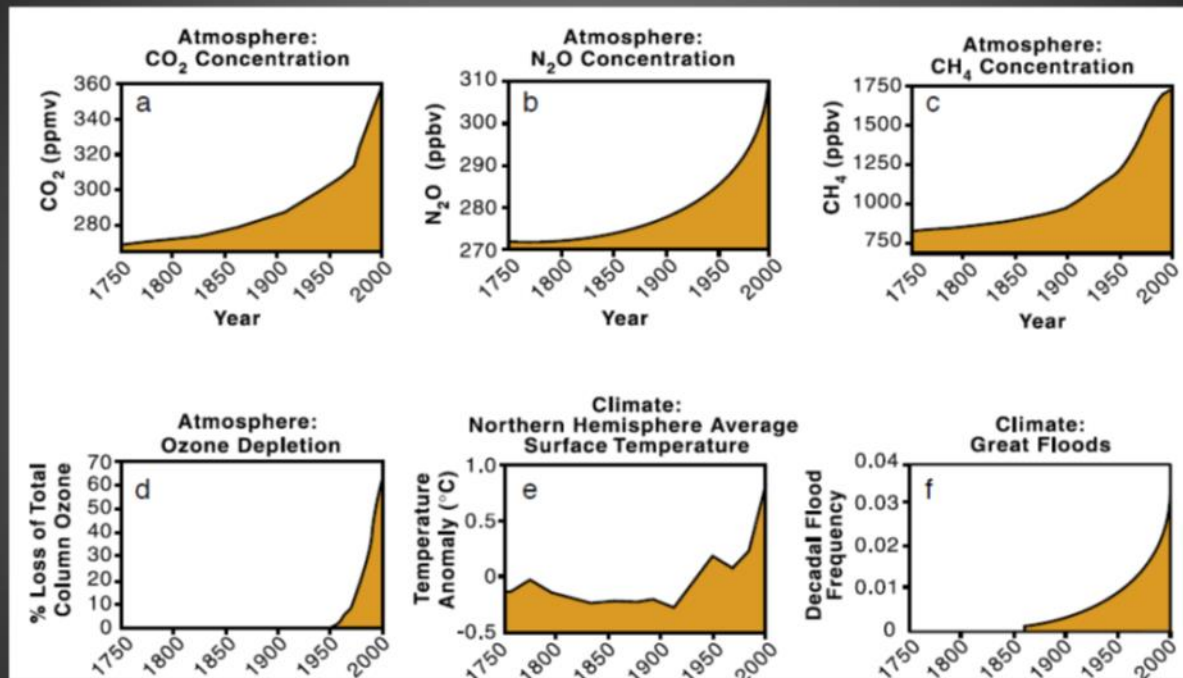 Atmosphere:
CO₂ Concentration
CO₂ (ppmv)
360
340
320
300
280
a
1750
1800
1850
1900
1950
2000
Year
Atmosphere:
N₂O Concentration
N₂O (ppbv)
310
300
290
280
270
b
1750
1800
1850
1900
1950
2000
Year
Atmosphere:
CH₄ Concentration
CH₄ (ppbv)
1750
1500
1250
1000
750
c
1750
1800
1850
1900
1950
2000
Year
Atmosphere:
Ozone Depletion
% Loss of Total
Column Ozone
70
60
50
40
30
20
10
0
d
1750
1800
1850
1900
1950
2000
Climate:
Northern Hemisphere Average
Surface Temperature
Temperature
Anomaly (°C)
1.0
0.5
0
-0.5
e
1750
1800
1850
1900
1950
2000
Climate:
Great Floods
Decadal Flood
Frequency
0.04
0.03
0.02
0.01
0
f
1750
1800
1850
1900
1950
2000